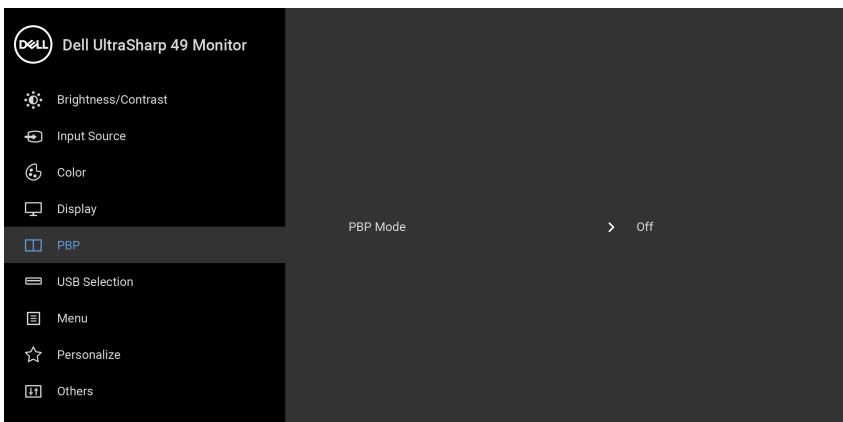 DELL Dell UltraSharp 49 Monitor
Brightness/Contrast
Input Source
Color
Display
PBP Mode Off
PBP
USB Selection
Menu
Personalize
Others